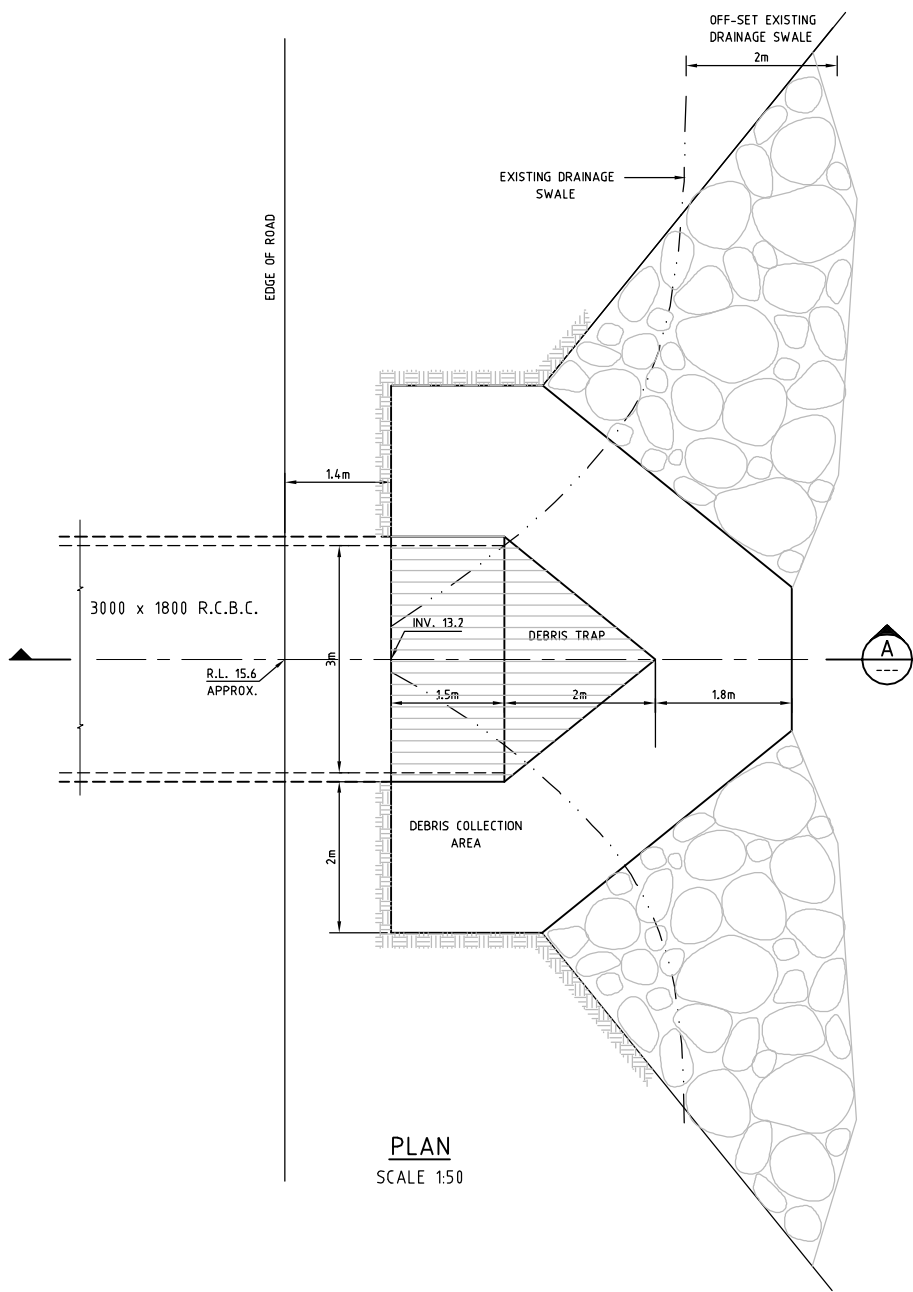 OFF-SET EXISTING
DRAINAGE SWALE
2m
EXISTING DRAINAGE
SWALE
EDGE OF ROAD
1.4m
3000 x 1800 R.C.B.C.
INV. 13.2
DEBRIS TRAP
3m
A
---
R.L. 15.6
APPROX.
1.5m
2m
1.8m
DEBRIS COLLECTION
AREA
2m
PLAN
SCALE 1:50